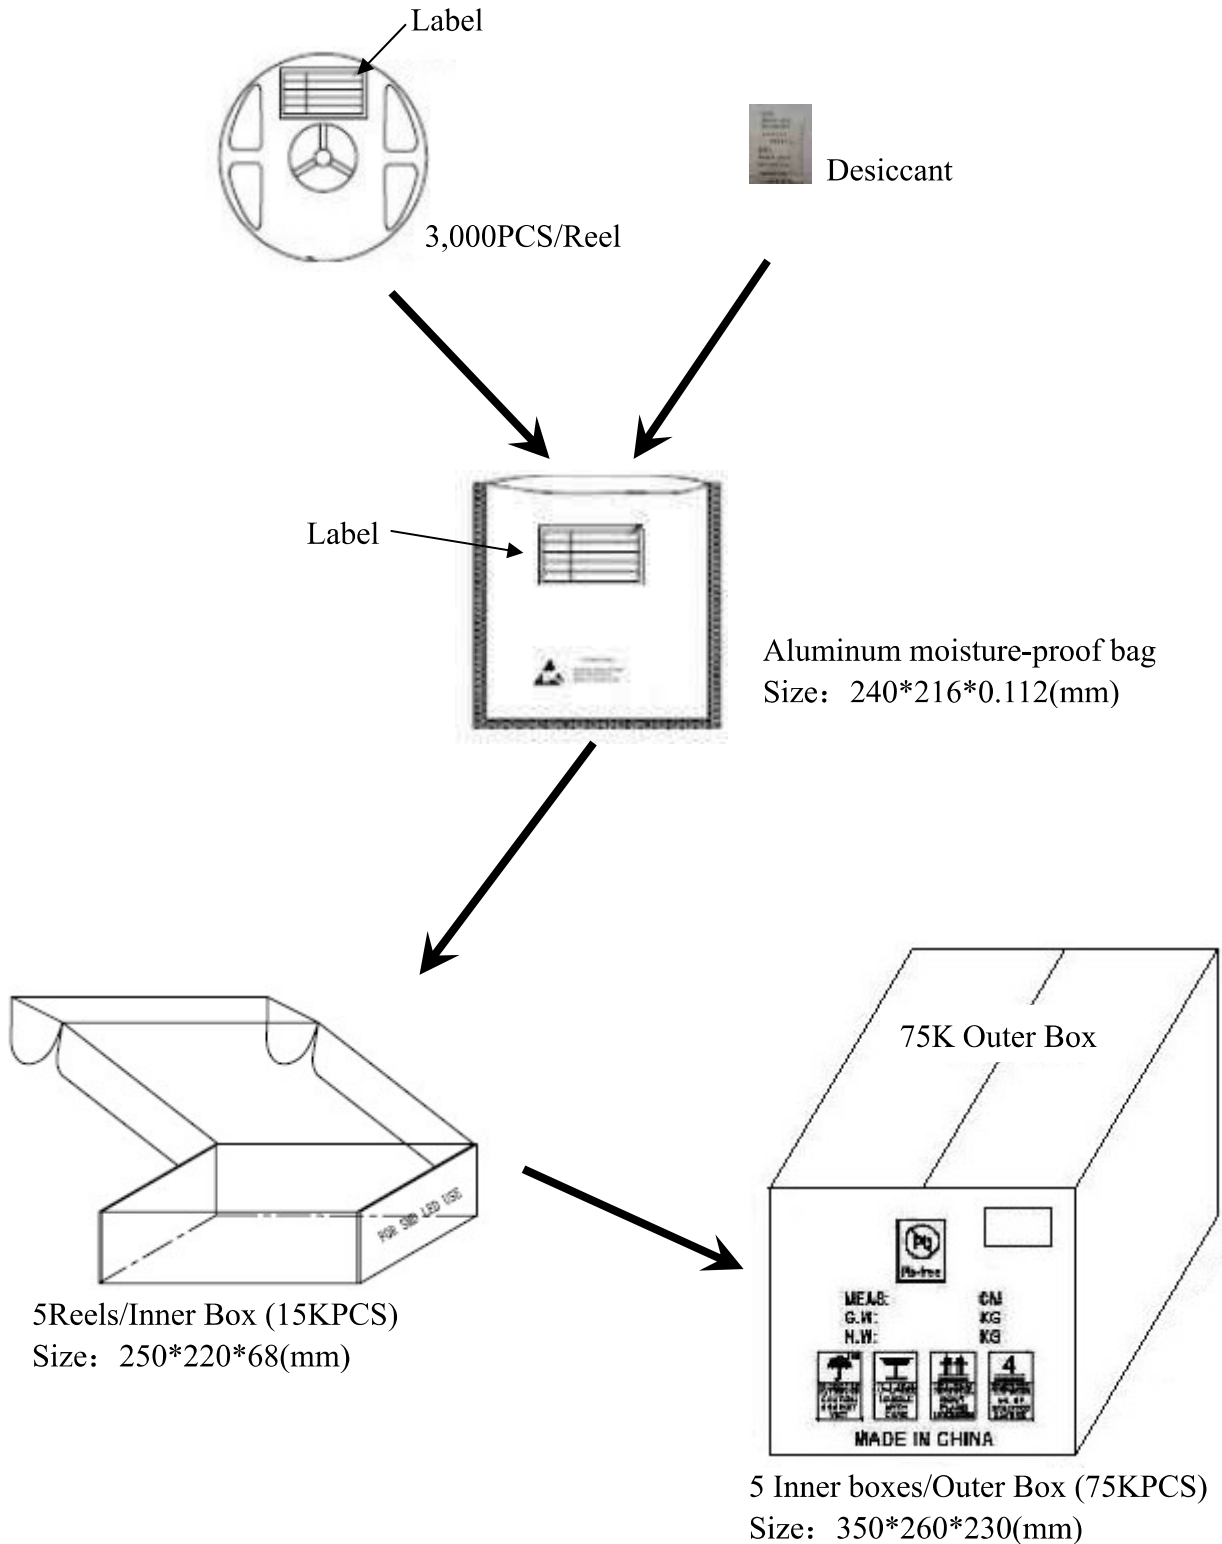 Label
Desiccant
3,000PCS/Reel
Label
Aluminum moisture-proof bag
Size：240*216*0.112(mm)
75K Outer Box
FOR SMD LED USE
5Reels/Inner Box (15KPCS)
Size：250*220*68(mm)
Pb
Pb-free
MEAS: CM
G.W: KG
N.W: KG
4
MADE IN CHINA
5 Inner boxes/Outer Box (75KPCS)
Size：350*260*230(mm)